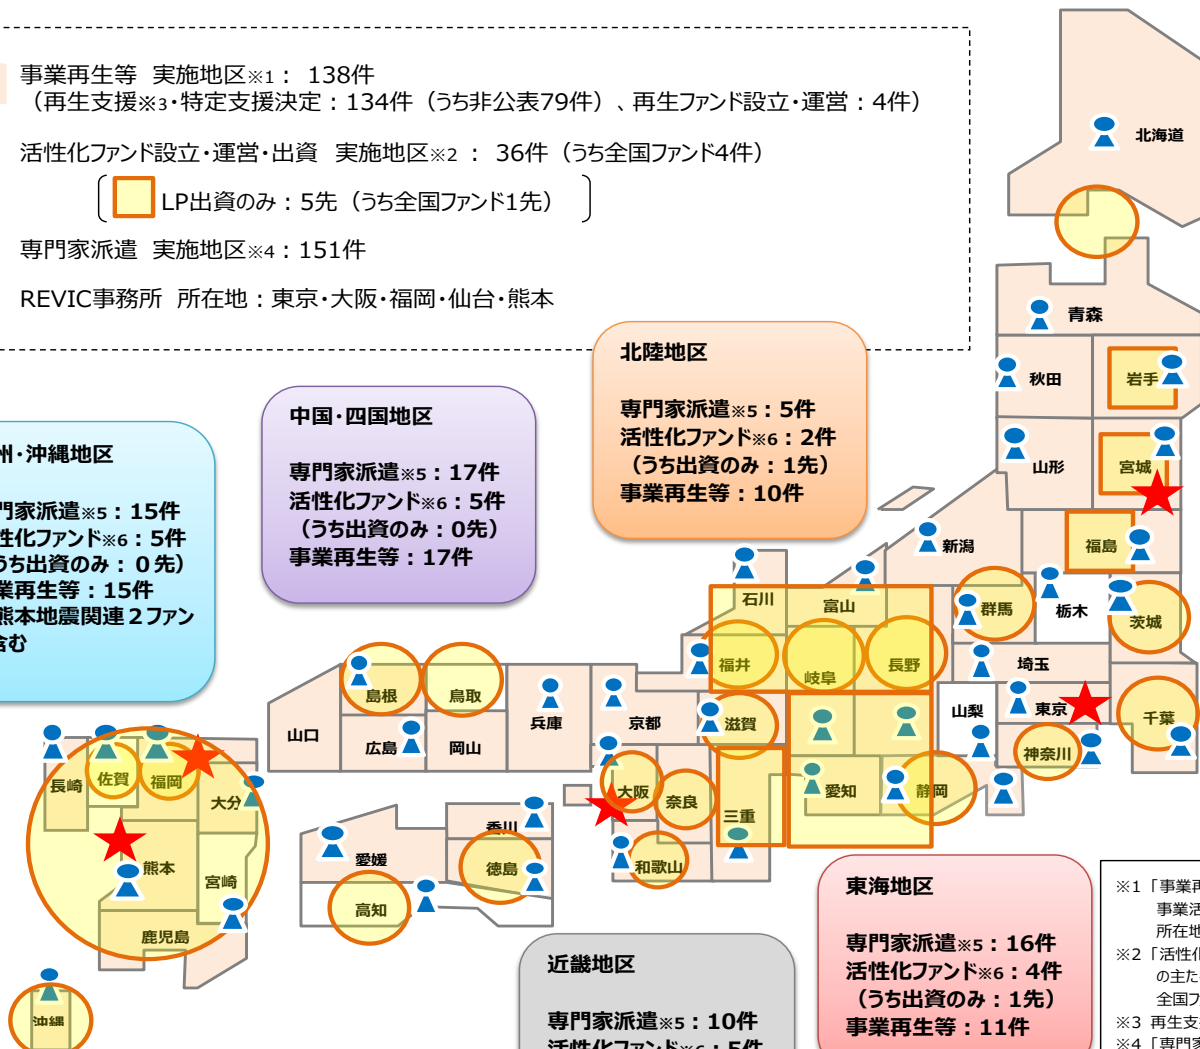 事業再生等 実施地区※1： 138件
（再生支援※3・特定支援決定：134件（うち非公表79件）、再生ファンド設立・運営：4件）
活性化ファンド設立・運営・出資 実施地区※2 ： 36件（うち全国ファンド4件）
LP出資のみ：5先（うち全国ファンド1先）
専門家派遣 実施地区※4：151件
REVIC事務所 所在地：東京・大阪・福岡・仙台・熊本
北海道
青森
秋田
岩手
山形
宮城
新潟
福島
群馬
栃木
茨城
埼玉
山梨
東京
千葉
神奈川
石川
富山
福井
岐阜
長野
愛知
静岡
三重
滋賀
京都
兵庫
大阪
奈良
和歌山
島根
鳥取
山口
広島
岡山
香川
愛媛
徳島
高知
長崎
佐賀
福岡
大分
熊本
宮崎
鹿児島
沖縄
北陸地区
専門家派遣※5：5件
活性化ファンド※6：2件
（うち出資のみ：1先）
事業再生等：10件
中国・四国地区
専門家派遣※5：17件
活性化ファンド※6：5件
（うち出資のみ：0先）
事業再生等：17件
州・沖縄地区
門家派遣※5：15件
性化ファンド※6：5件
うち出資のみ：０先）
業再生等：15件
熊本地震関連２ファン
含む
東海地区
専門家派遣※5：16件
活性化ファンド※6：4件
（うち出資のみ：1先）
事業再生等：11件
近畿地区
専門家派遣※5：10件
活性化ファンド※6：5件
※1「事業再
事業活
所在地
※2「活性化
の主た
全国フ
※3 再生支
※4「専門家